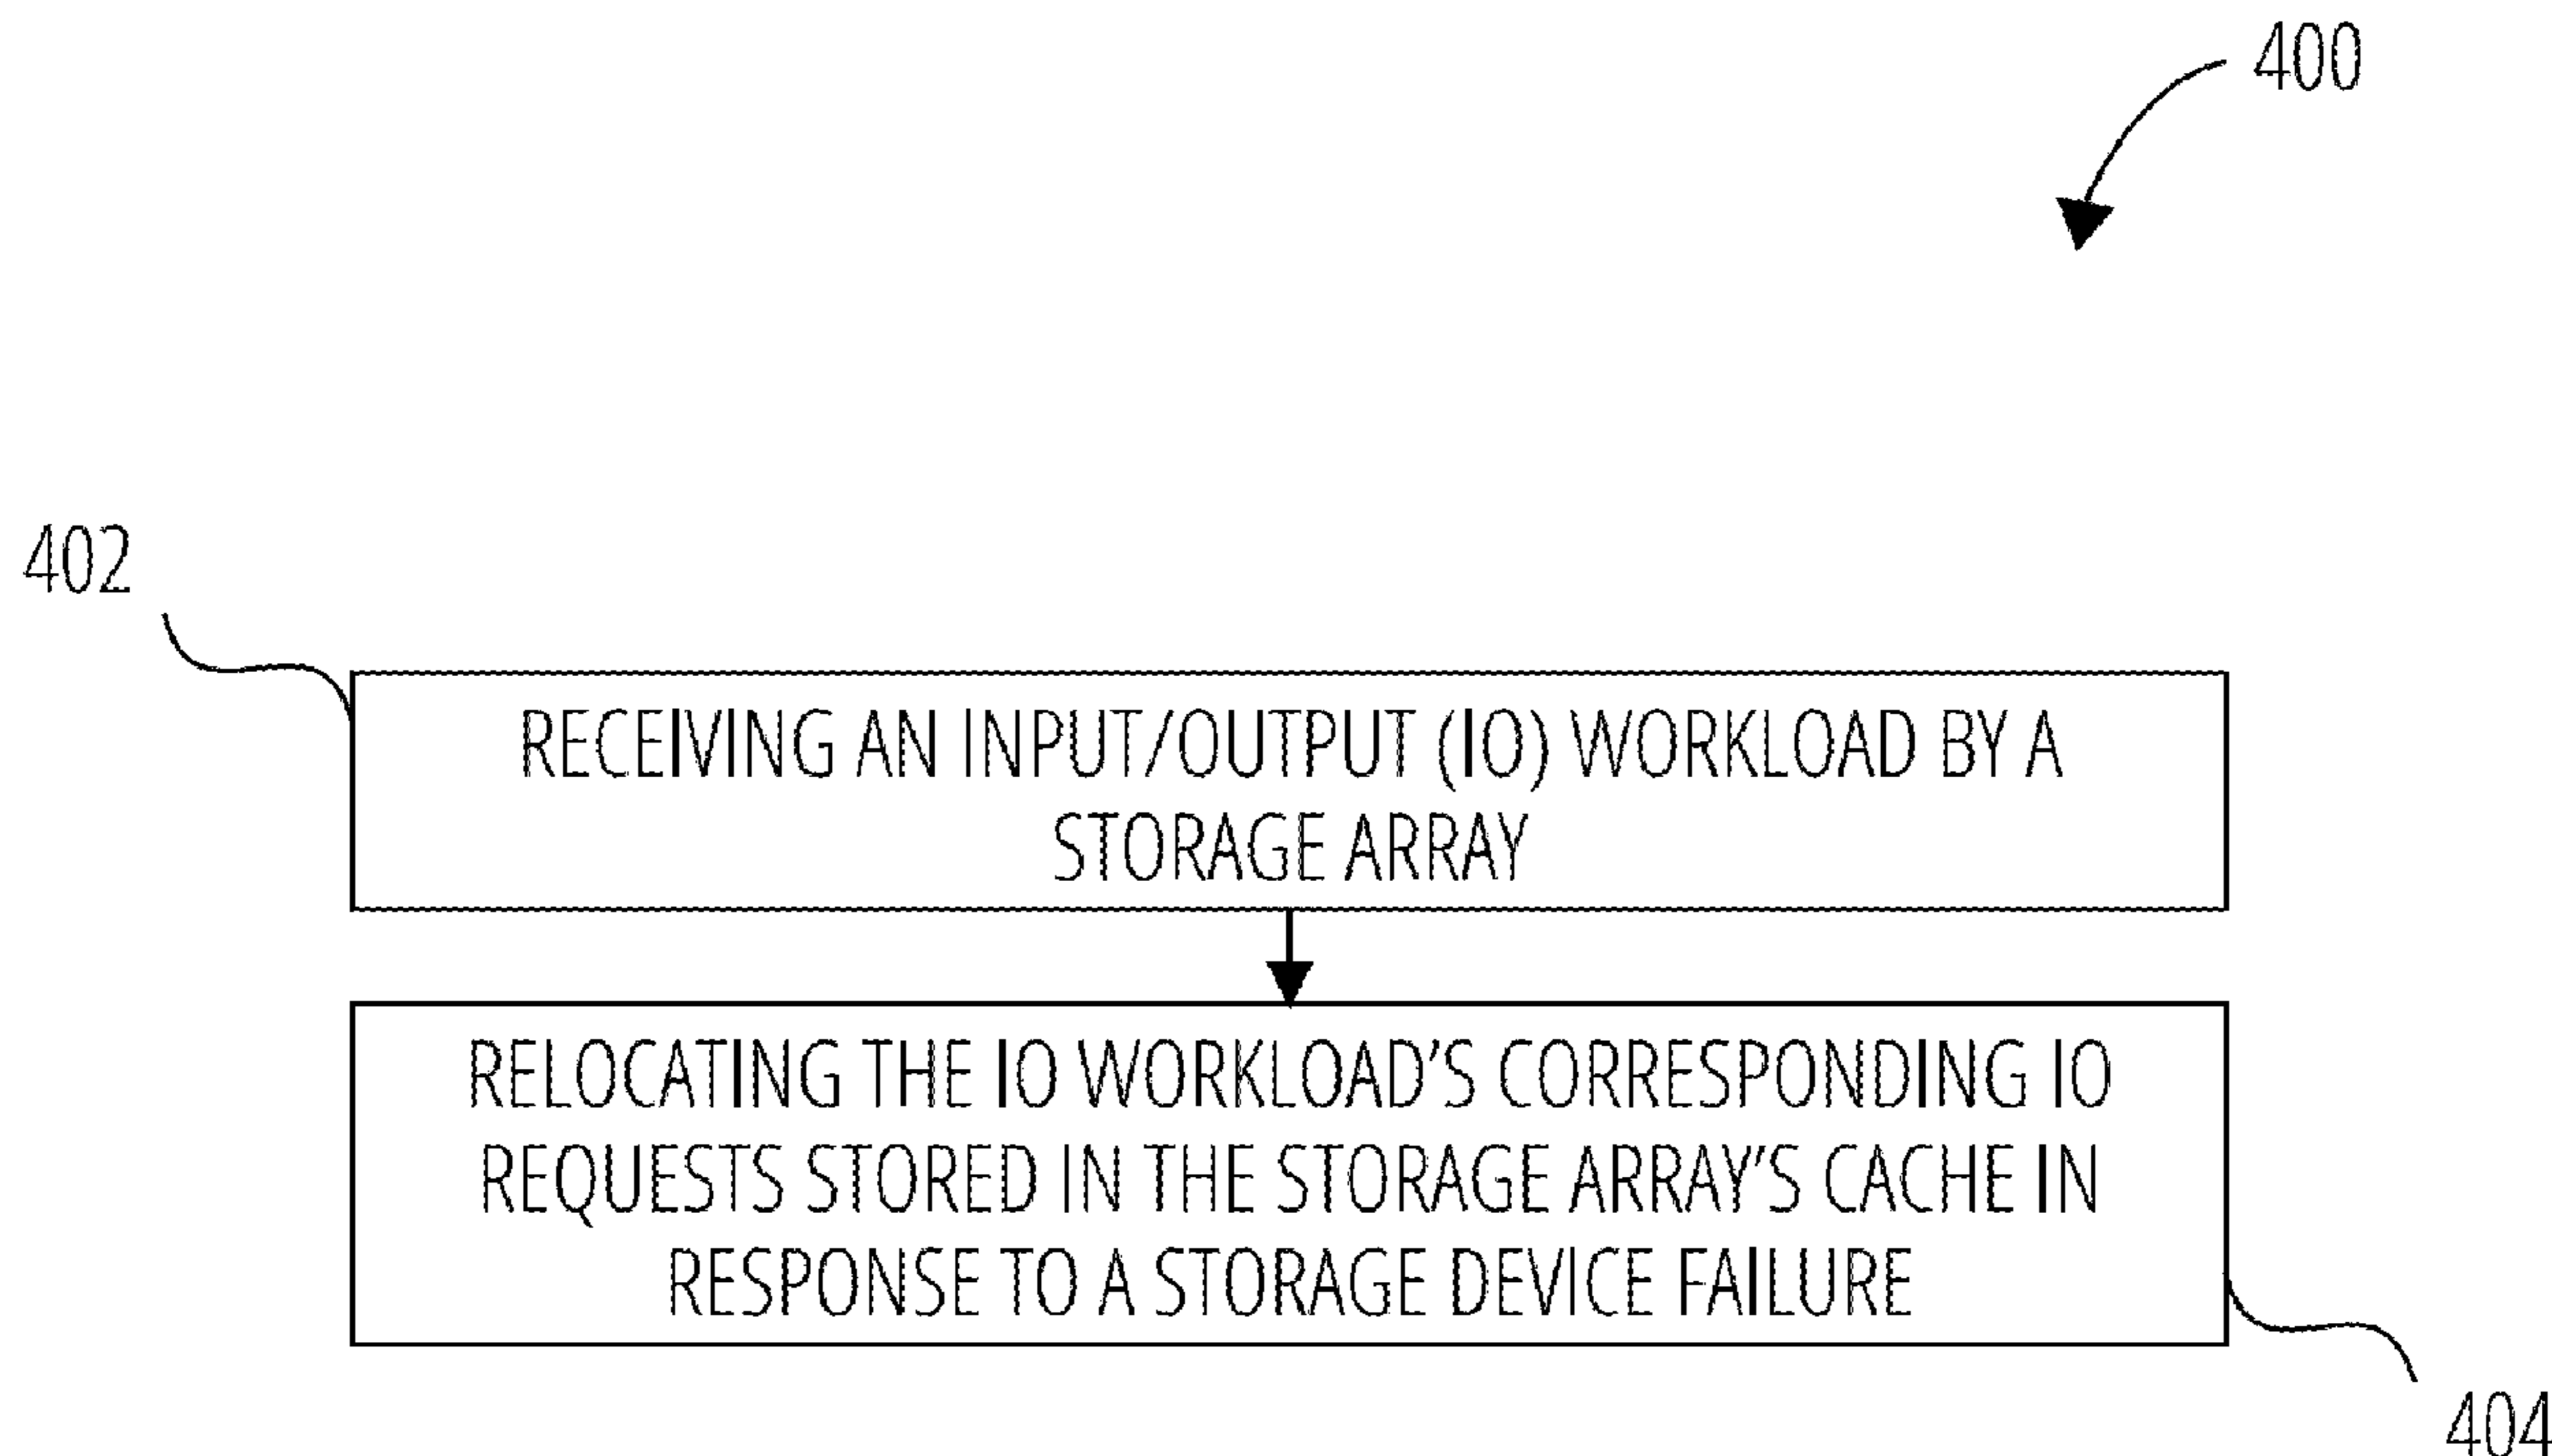 400
402
RECEIVING AN INPUT/OUTPUT (IO) WORKLOAD BY A
STORAGE ARRAY
RELOCATING THE IO WORKLOAD’S CORRESPONDING IO
REQUESTS STORED IN THE STORAGE ARRAY’S CACHE IN
RESPONSE TO A STORAGE DEVICE FAILURE
404